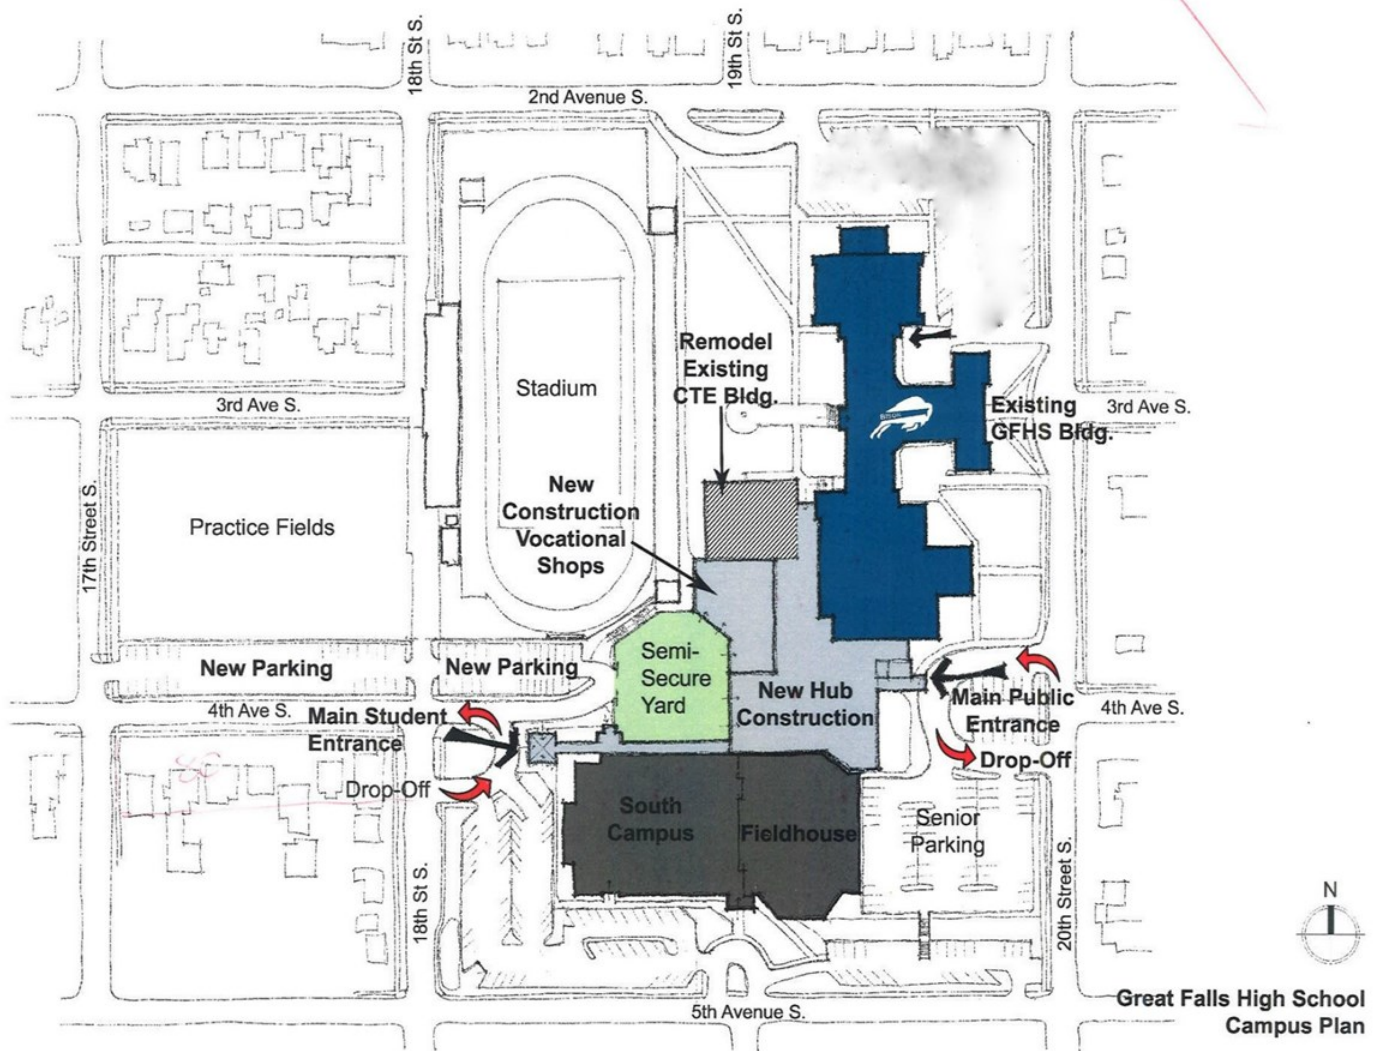 18th St S.
19th St S.
2nd Avenue S.
Remodel
Existing
CTE Bldg.
Stadium
3rd Ave S.
BISON
Existing
GFHS Bldg.
3rd Ave S.
17th Street S.
Practice Fields
New
Construction
Vocational
Shops
Semi-
Secure
Yard
New Parking
New Parking
4th Ave S.
Main Student
Entrance
Drop-Off
New Hub
Construction
Main Public
Entrance
Drop-Off
4th Ave S.
South
Campus
Fieldhouse
Senior
Parking
18th St S.
20th Street S.
5th Avenue S.
N
Great Falls High School
Campus Plan